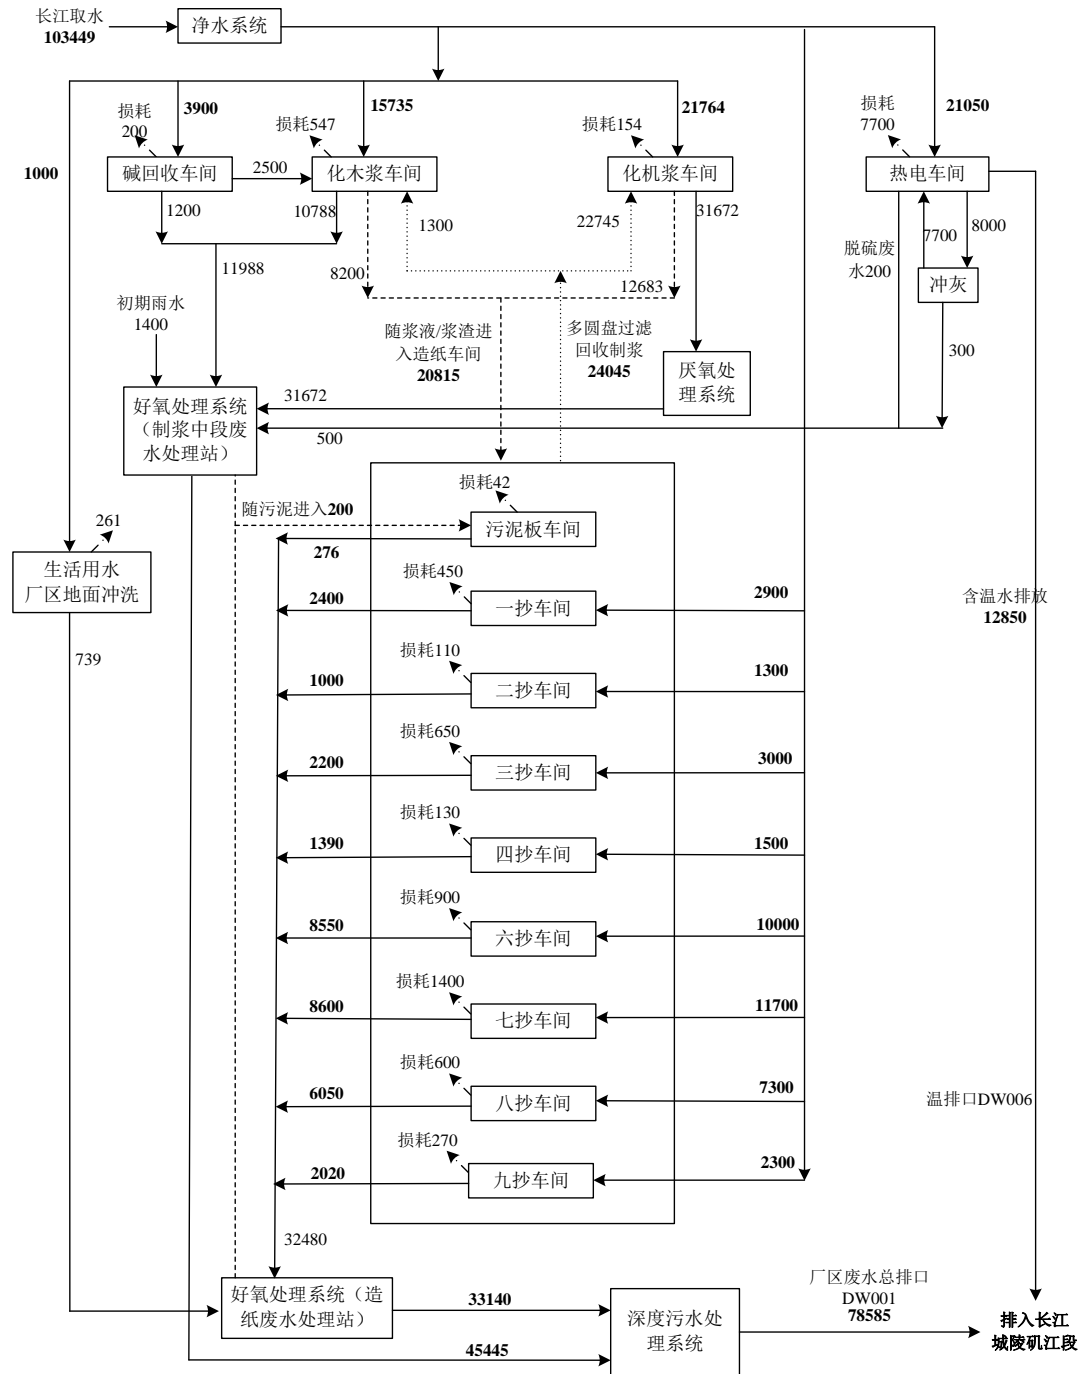 长江取水
103449
净水系统
3900
15735
21764
21050
1000
损耗
200
损耗547
损耗154
损耗
7700
碱回收车间
2500
化木浆车间
化机浆车间
热电车间
1200
10788
1300
22745
31672
7700
8000
11988
8200
12683
脱硫废
水200
冲灰
初期雨水
1400
随浆液/浆渣进
入造纸车间
20815
多圆盘过滤
回收制浆
24045
300
厌氧处
理系统
31672
好氧处理系统
（制浆中段废
水处理站）
500
损耗42
随污泥进入200
污泥板车间
276
261
生活用水
厂区地面冲洗
739
损耗450
2400
一抄车间
2900
含温水排放
12850
损耗110
1000
二抄车间
1300
损耗650
2200
三抄车间
3000
损耗130
1390
四抄车间
1500
损耗900
8550
六抄车间
10000
损耗1400
8600
七抄车间
11700
损耗600
6050
八抄车间
7300
温排口DW006
损耗270
2020
九抄车间
2300
32480
好氧处理系统（造
纸废水处理站）
33140
45445
深度污水处
理系统
厂区废水总排口
DW001
78585
排入长江
城陵矶江段